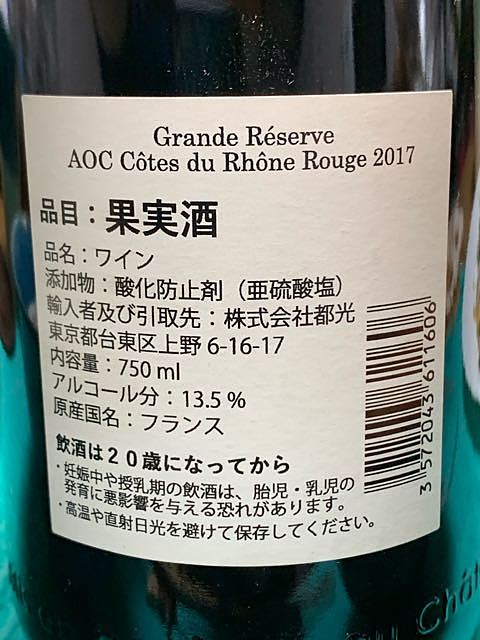 Grande Réserve
AOC Côtes du Rhône Rouge 2017
品目：果実酒
品名：ワイン
添加物：酸化防止剤（亜硫酸塩）
輸入者及び引取先：株式会社都光
東京都台東区上野 6-16-17
内容量：750 ml
アルコール分：13.5 %
原産国名：フランス
飲酒は２０歳になってから
・妊娠中や授乳期の飲酒は、胎児・乳児の
発育に悪影響を与える恐れがあります。
・高温や直射日光を避けて保存してください。
3 572043 611606